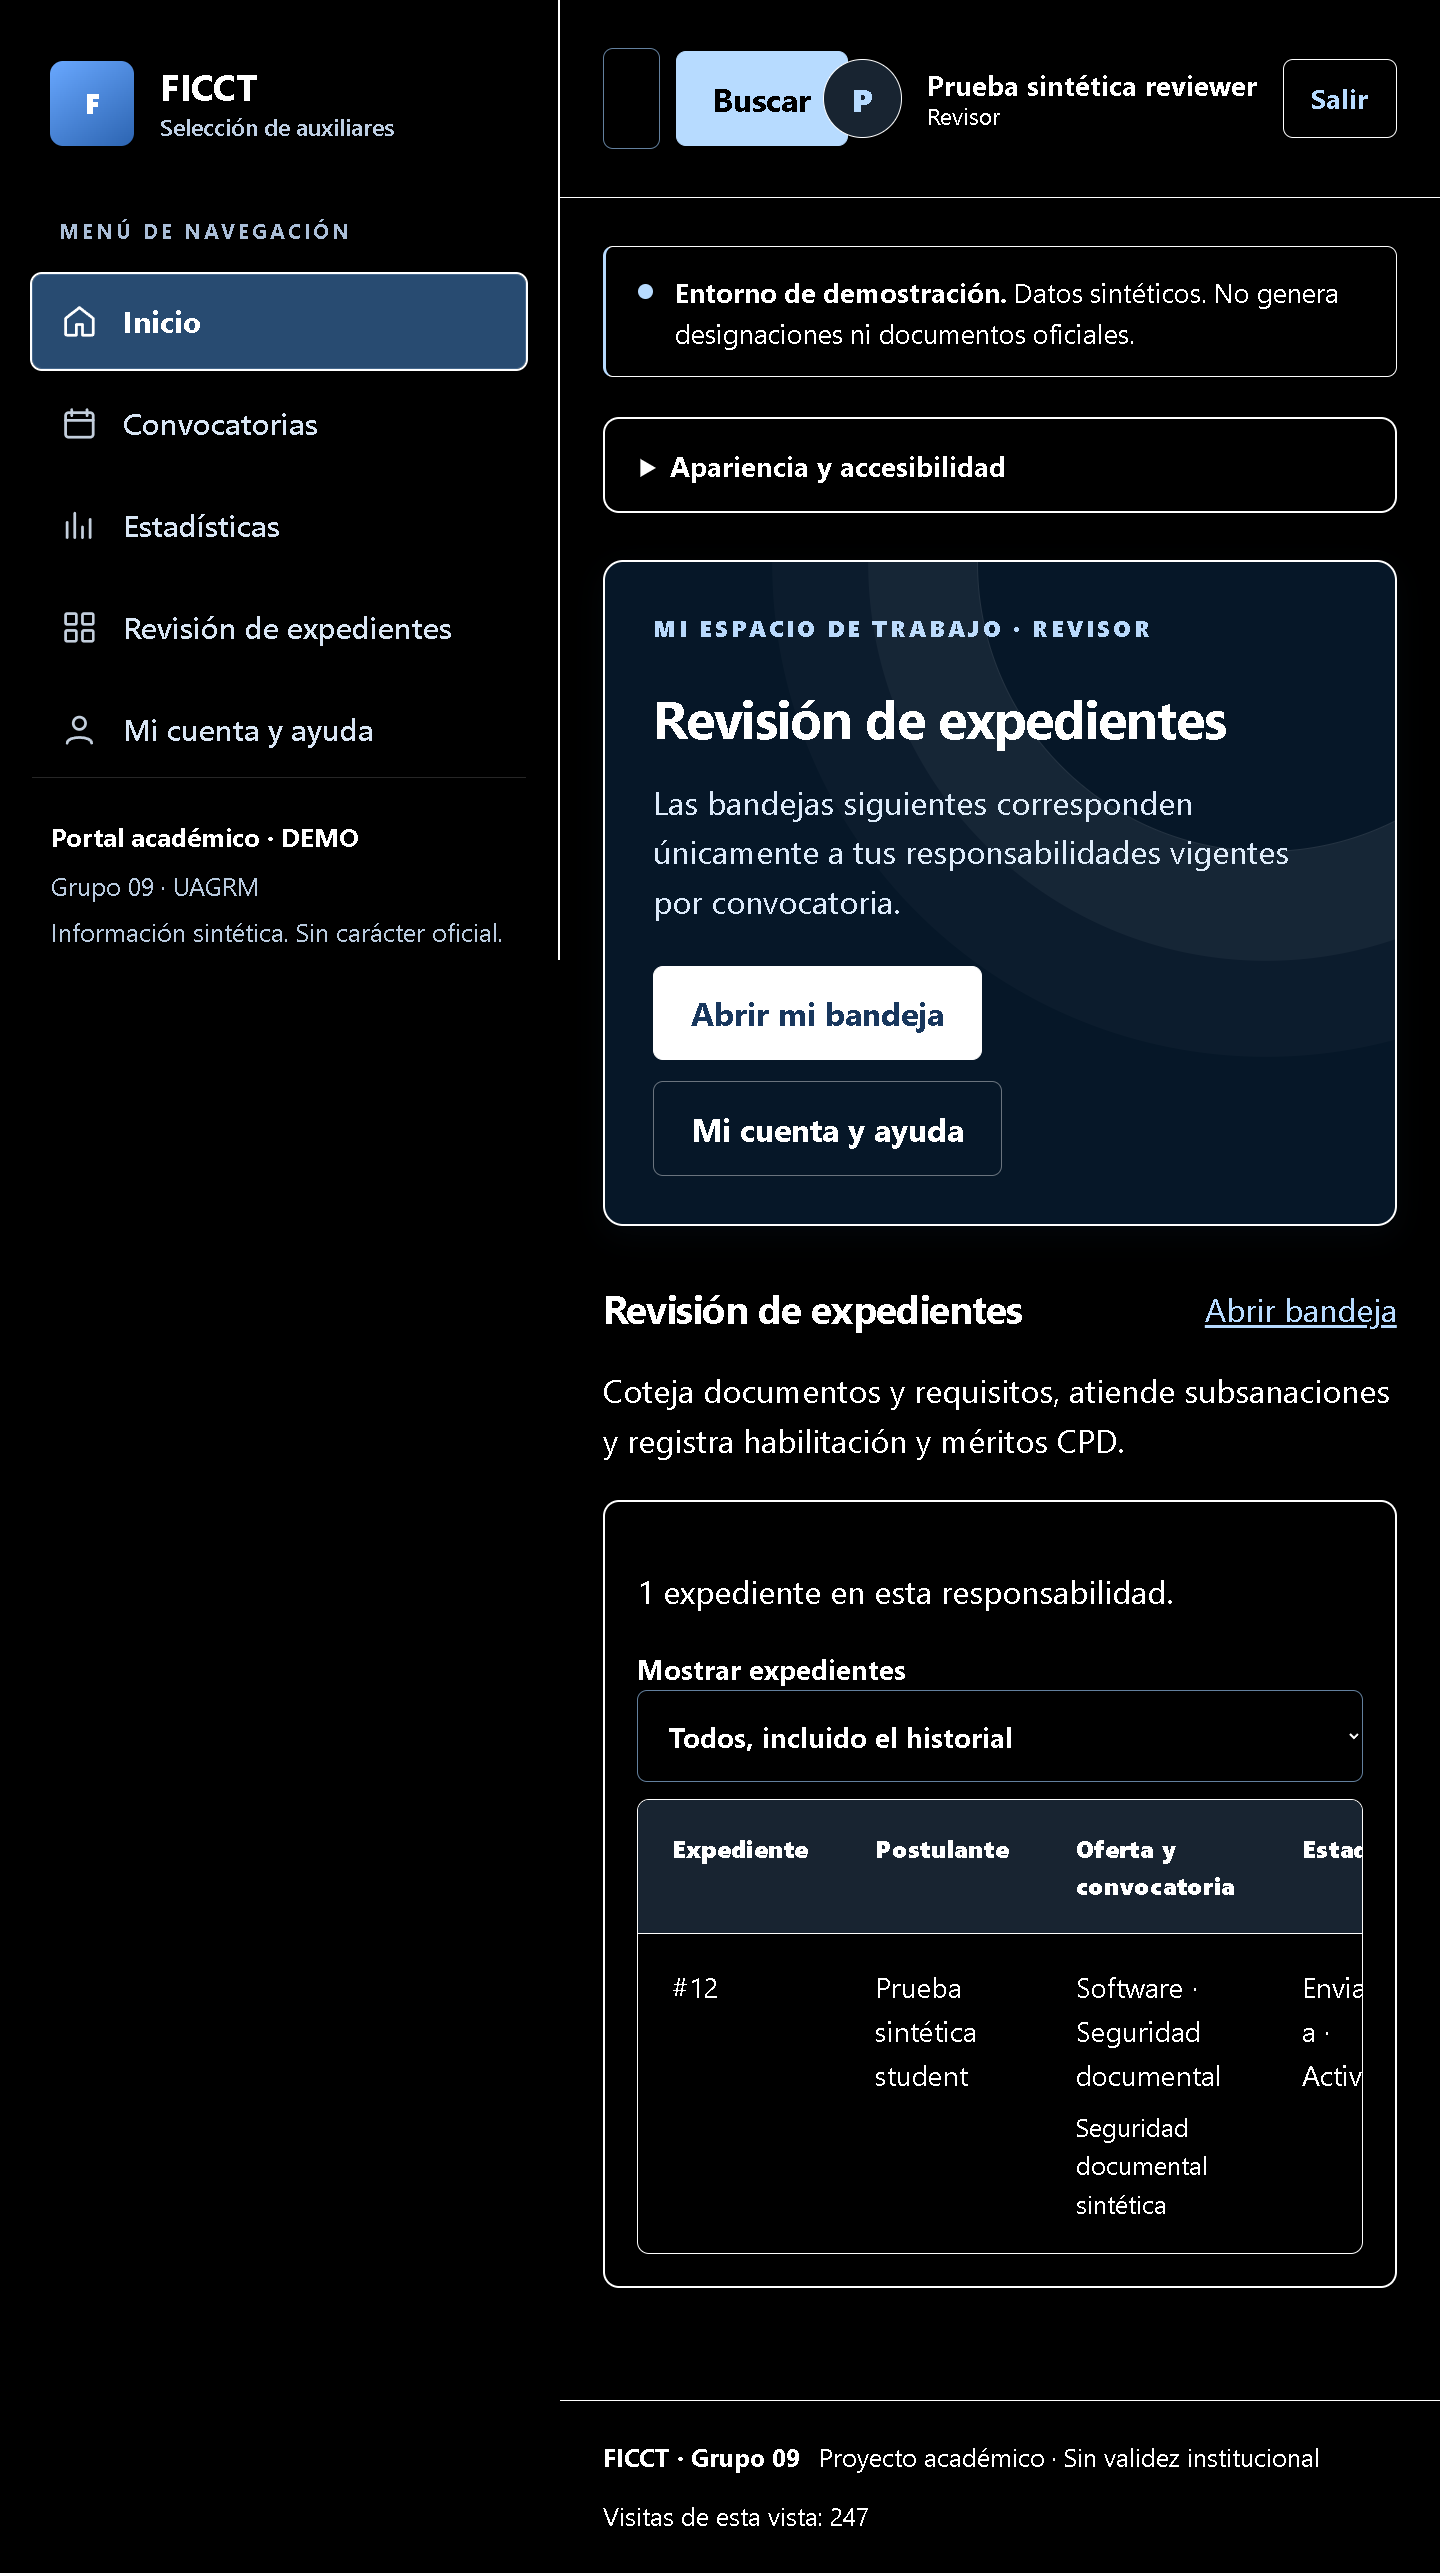 F
FICCT
Selección de auxiliares
MENÚ DE NAVEGACIÓN
Inicio
Convocatorias
Estadísticas
Revisión de expedientes
Mi cuenta y ayuda
Portal académico · DEMO
Grupo 09 · UAGRM
Información sintética. Sin carácter oficial.
Buscar
P
Prueba sintética reviewer
Revisor
Salir
Entorno de demostración. Datos sintéticos. No genera
designaciones ni documentos oficiales.
Apariencia y accesibilidad
MI ESPACIO DE TRABAJO · REVISOR
Revisión de expedientes
Las bandejas siguientes corresponden
únicamente a tus responsabilidades vigentes
por convocatoria.
Abrir mi bandeja
Mi cuenta y ayuda
Revisión de expedientes
Abrir bandeja
Coteja documentos y requisitos, atiende subsanaciones
y registra habilitación y méritos CPD.
1 expediente en esta responsabilidad.
Mostrar expedientes
Todos, incluido el historial
Expediente
Postulante
Oferta y
convocatoria
Estad
#12
Prueba
sintética
student
Software ·
Seguridad
documental
Seguridad
documental
sintética
Envia
a ·
Activ
FICCT · Grupo 09 Proyecto académico · Sin validez institucional
Visitas de esta vista: 247